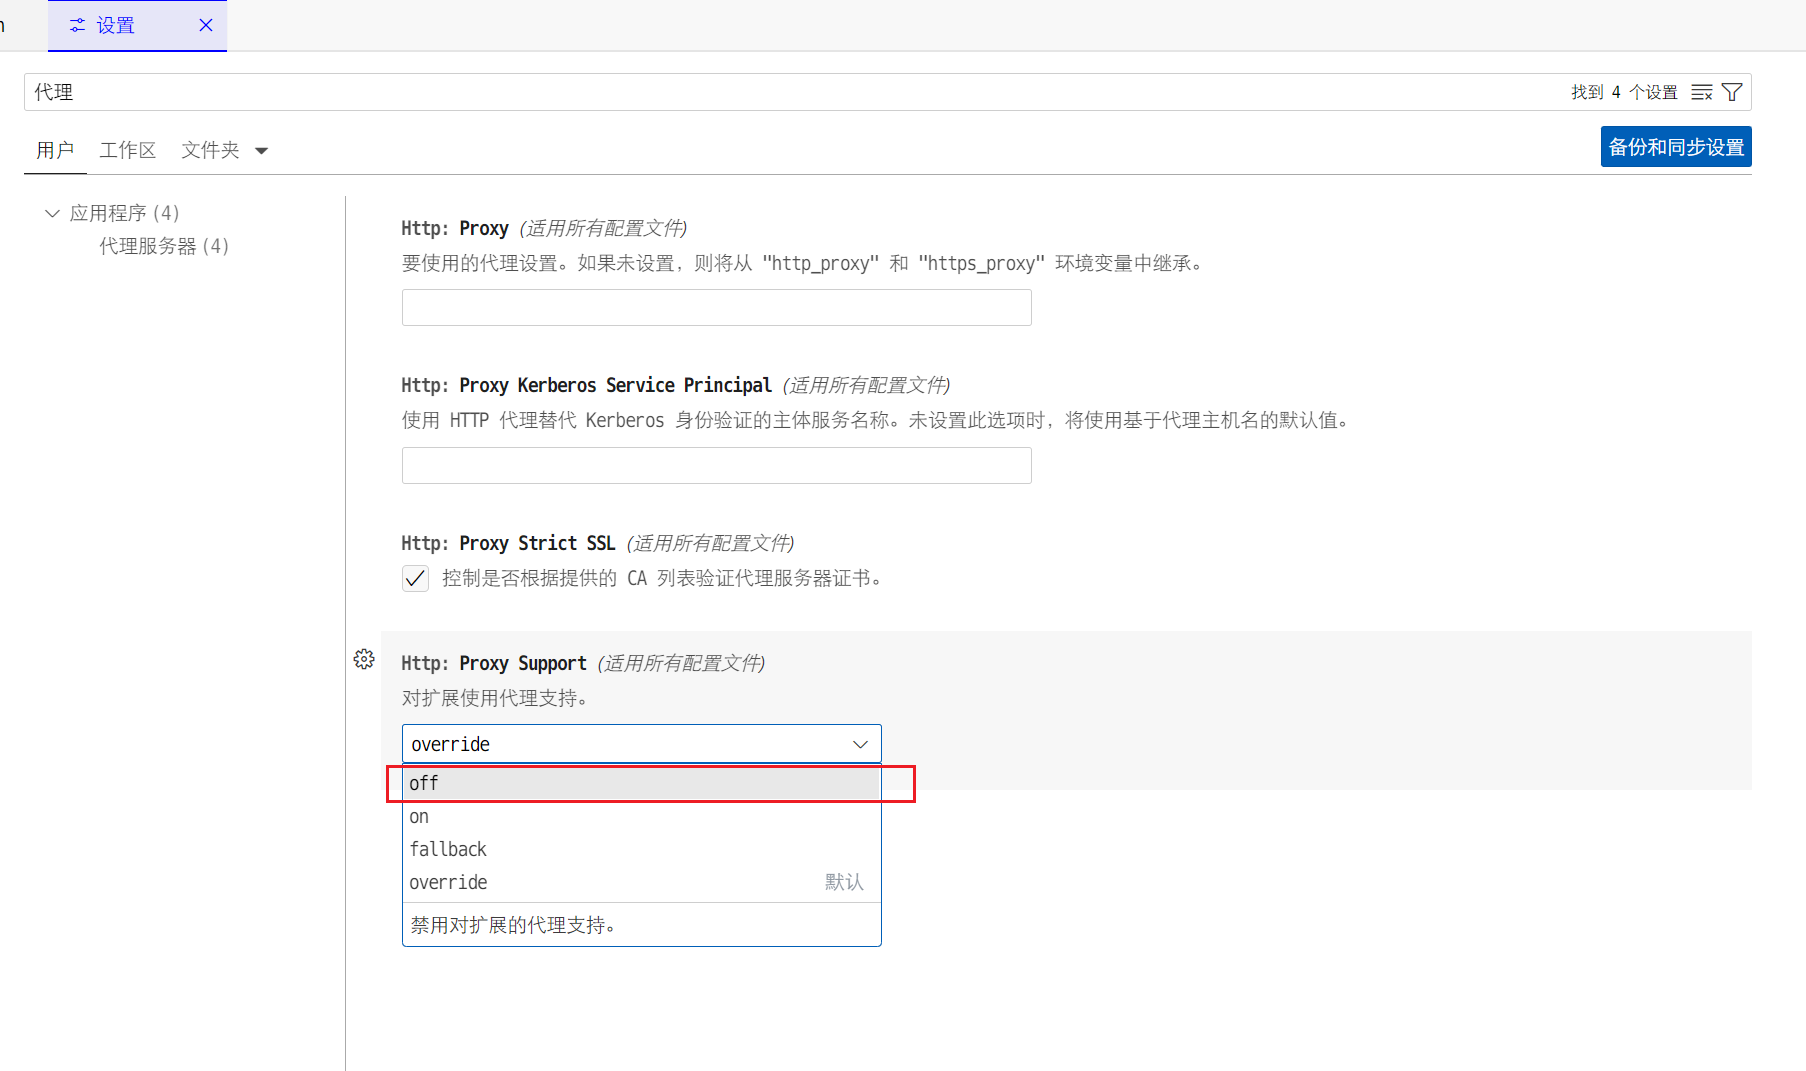 设置
代理
找到 4 个设置
用户 工作区 文件夹
备份和同步设置
应用程序 (4)
代理服务器 (4)
Http: Proxy (适用所有配置文件)
要使用的代理设置。如果未设置，则将从 "http_proxy" 和 "https_proxy" 环境变量中继承。
Http: Proxy Kerberos Service Principal (适用所有配置文件)
使用 HTTP 代理替代 Kerberos 身份验证的主体服务名称。未设置此选项时，将使用基于代理主机名的默认值。
Http: Proxy Strict SSL (适用所有配置文件)
控制是否根据提供的 CA 列表验证代理服务器证书。
Http: Proxy Support (适用所有配置文件)
对扩展使用代理支持。
override
off
on
fallback
override 默认
禁用对扩展的代理支持。